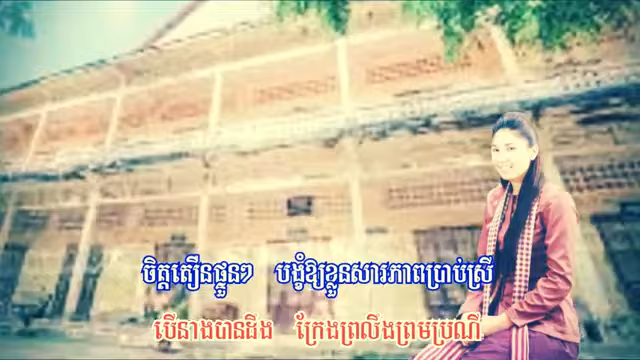 ចិត្តតឿនផ្អួនៗ បង្ខំឱ្យខ្លួនសារភាពប្រាប់ស្រី
បើនាងបានដឹង ក្រែងព្រលឹងព្រមប្រណី